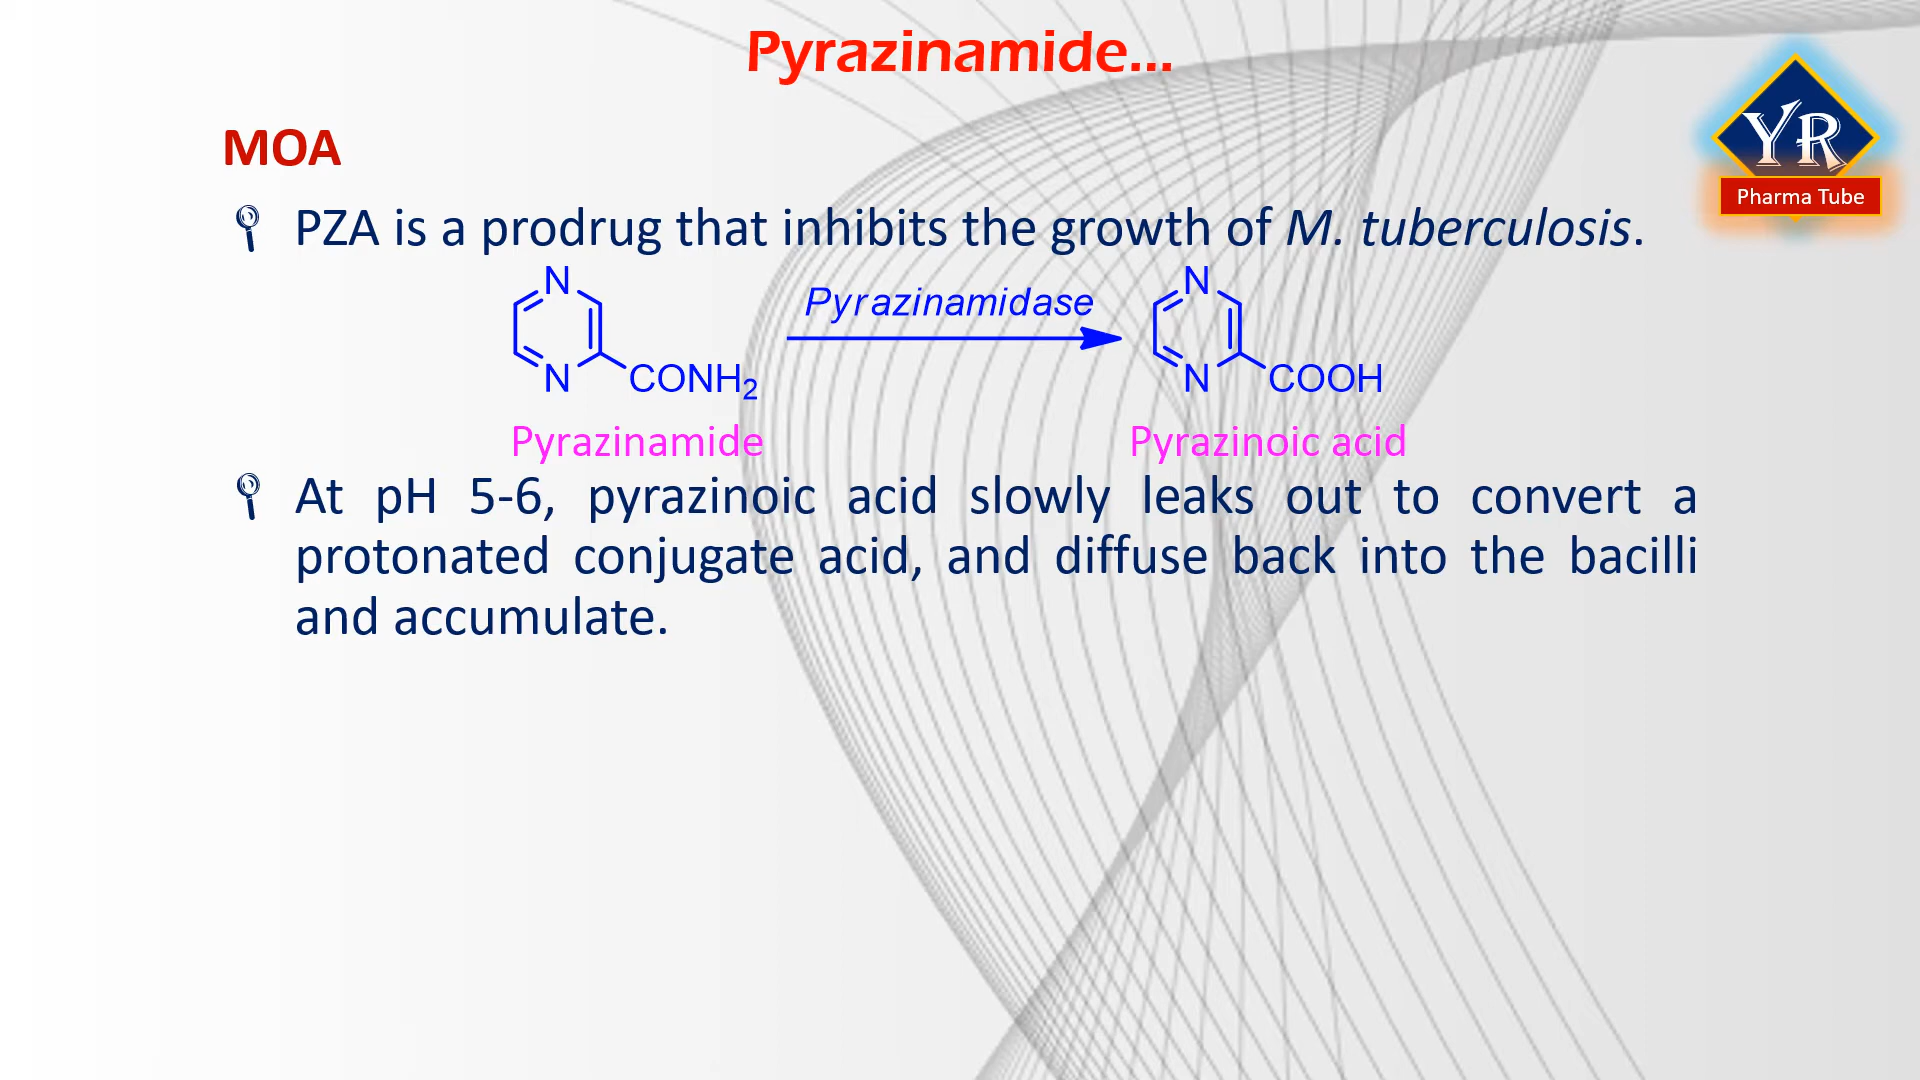 Pyrazinamide...
YR
Pharma Tube
MOA
PZA is a prodrug that inhibits the growth of M. tuberculosis.
N
N
CONH₂
Pyrazinamidase
N
N
COOH
Pyrazinamide
Pyrazinoic acid
At pH 5-6, pyrazinoic acid slowly leaks out to convert a
protonated conjugate acid, and diffuse back into the bacilli
and accumulate.